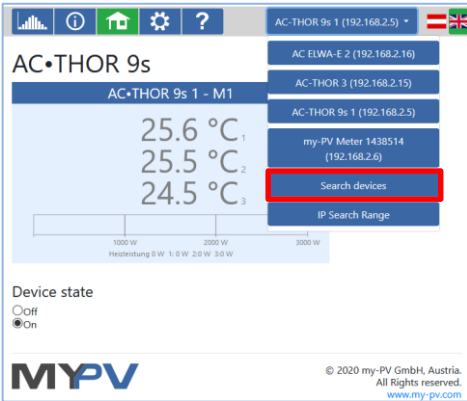 ?
AC-THOR 9s 1 (192.168.2.5)
AC•THOR 9s
AC•THOR 9s 1 - M1
25.6 °C 1
25.5 °C 2
24.5 °C 3
AC ELWA-E 2 (192.168.2.16)
AC-THOR 3 (192.168.2.15)
AC-THOR 9s 1 (192.168.2.5)
my-PV Meter 1438514
(192.168.2.6)
Search devices
IP Search Range
1000 W 2000 W 3000 W
Heizleistung 0 W 1: 0 W 2:0 W 3:0 W
Device state
Off
On
MYPV
© 2020 my-PV GmbH, Austria.
All Rights reserved.
www.my-pv.com